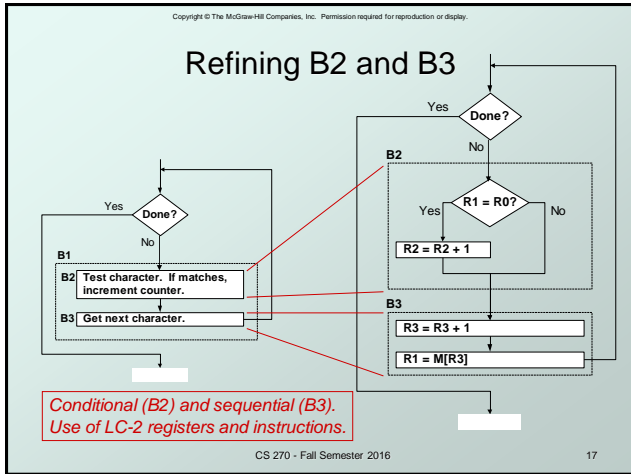 Copyright © The McGraw-Hill Companies, Inc. Permission required for reproduction or display.
Refining B2 and B3
Yes
Done?
No
B1
B2
Test character. If matches,
increment counter.
B3
Get next character.
Yes
Done?
No
B2
R1 = R0?
Yes
No
R2 = R2 + 1
B3
R3 = R3 + 1
R1 = M[R3]
Conditional (B2) and sequential (B3).
Use of LC-2 registers and instructions.
CS 270 - Fall Semester 2016
17